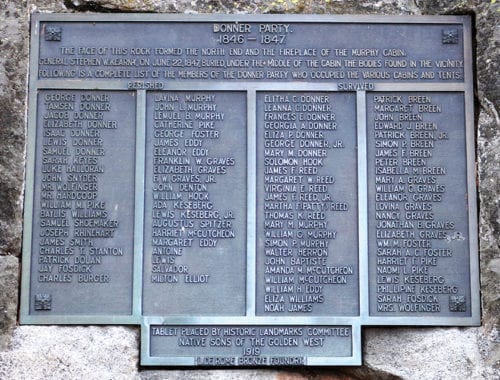 DONNER PARTY.
1846 – 1847
THE FACE OF THIS ROCK FORMED THE NORTH END AND THE FIREPLACE OF THE MURPHY CABIN.
GENERAL STEPHEN W. KEARNY, ON JUNE 22, 1847, BURIED UNDER THE MIDDLE OF THE CABIN THE BODIES FOUND IN THE VICINITY.
FOLLOWING IS A COMPLETE LIST OF THE MEMBERS OF THE DONNER PARTY WHO OCCUPIED THE VARIOUS CABINS AND TENTS.
PERISHED
GEORGE DONNER
TAMSEN DONNER
JACOB DONNER
ELIZABETH DONNER
ISAAC DONNER
LEWIS DONNER
SAMUEL DONNER
SARAH KEYES
LUKE HALLORAN
JOHN SNYDER
MR. WOLFINGER
MR. HARDCOOP
WILLIAM M. PIKE
BAYLIS WILLIAMS
SAMUEL SHOEMAKER
JOSEPH RHINEHART
JAMES SMITH
CHARLES T. STANTON
PATRICK DOLAN
JAY FOSDICK
CHARLES BURGER
LAVINA MURPHY
JOHN L. MURPHY
LEMUEL B. MURPHY
CATHERINE PIKE
GEORGE FOSTER
JAMES EDDY
ELEANOR EDDY
FRANKLIN W. GRAVES
ELIZABETH GRAVES
F. W. GRAVES, JR.
JOHN DENTON
WILLIAM HOOK
ADA KESEBERG
LEWIS KESEBERG, JR.
AUGUSTUS SPITZER
HARRIET McCUTCHEON
MARGARET EDDY
ANTOINE
LEWIS
SALVADOR
MILTON ELLIOT
SURVIVED
ELITHA C. DONNER
LEANNA C. DONNER
FRANCES E. DONNER
GEORGIA A. DONNER
ELIZA P. DONNER
GEORGE DONNER, JR.
MARY M. DONNER
SOLOMON HOOK
JAMES F. REED
MARGARET W. REED
VIRGINIA E. REED
JAMES F. REED, JR.
MARTHA F. PATTY REED
THOMAS K. REED
MARY M. MURPHY
WILLIAM G. MURPHY
SIMON P. MURPHY
WALTER HERRON
JOHN BAPTISTE
AMANDA M. McCUTCHEON
WILLIAM McCUTCHEON
WILLIAM H. EDDY
ELIZA WILLIAMS
NOAH JAMES
PATRICK BREEN
MARGARET BREEN
JOHN BREEN
EDWARD J. BREEN
PATRICK BREEN, JR.
SIMON P. BREEN
JAMES F. BREEN
PETER BREEN
ISABELLA M. BREEN
MARY A. GRAVES
WILLIAM C. GRAVES
ELEANOR GRAVES
LOVINA GRAVES
NANCY GRAVES
JONATHAN B. GRAVES
ELIZABETH GRAVES, JR.
WM. M. FOSTER
SARAH A. C. FOSTER
HARRIET F. PIKE
NAOMI L. PIKE
LEWIS KESEBERG
PHILLIPINE KESEBERG
SARAH FOSDICK
MRS. WOLFINGER
TABLET PLACED BY HISTORIC LANDMARKS COMMITTEE
NATIVE SONS OF THE GOLDEN WEST
1919
BRONZE FOUNDRY